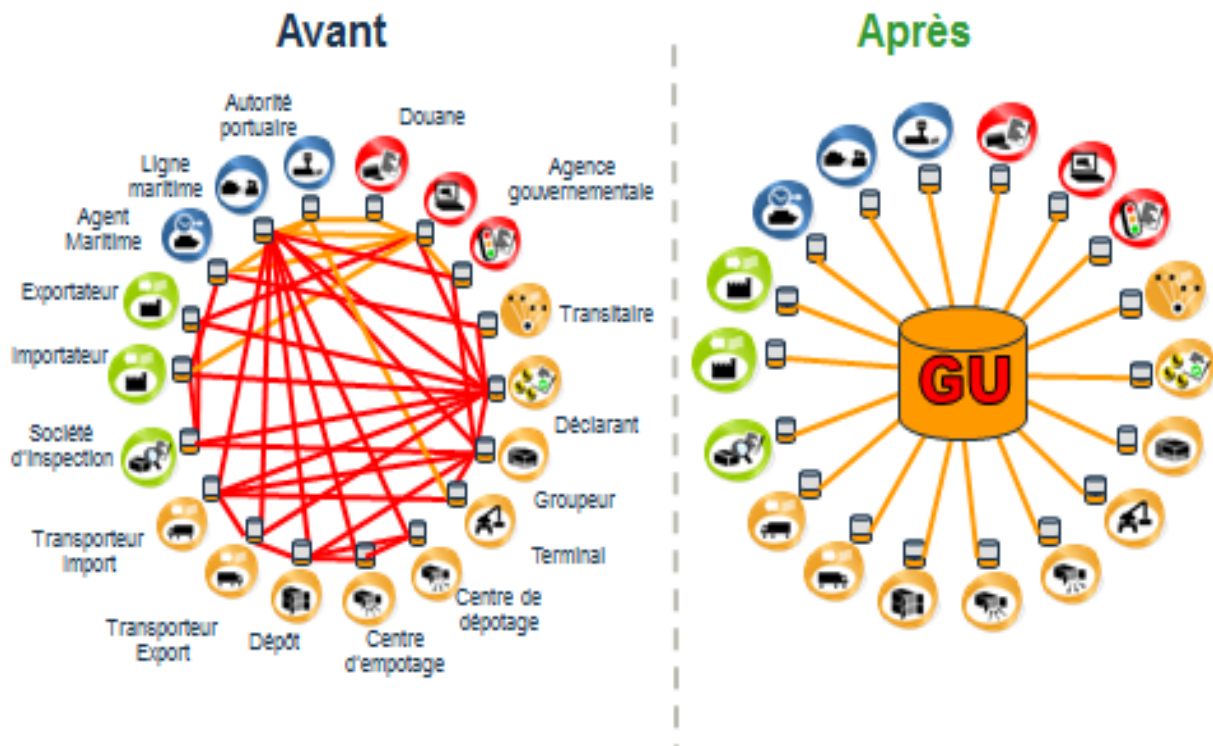 Avant
Après
Autorité
portuaire
Douane
Ligne
maritime
Agence
gouvernementale
Agent
Maritime
Exportateur
Transitaire
Importateur
GU
Déclarant
Société
d'Inspection
Groupeur
Transporteur
Import
Terminal
Centre de
dépotage
Transporteur
Export
Dépôt
Centre
d'empotage